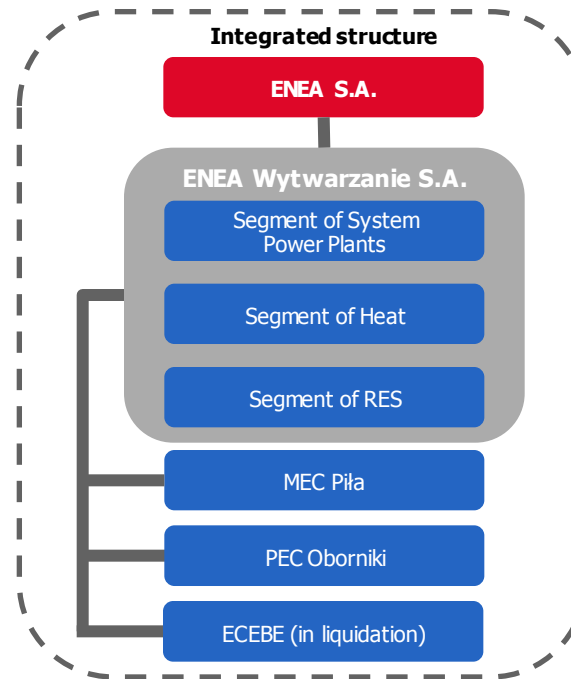 Integrated structure
ENEA S.A.
ENEA Wytwarzanie S.A.
Segment of System
Power Plants
Segment of Heat
Segment of RES
MEC Piła
PEC Oborniki
ECEBE (in liquidation)